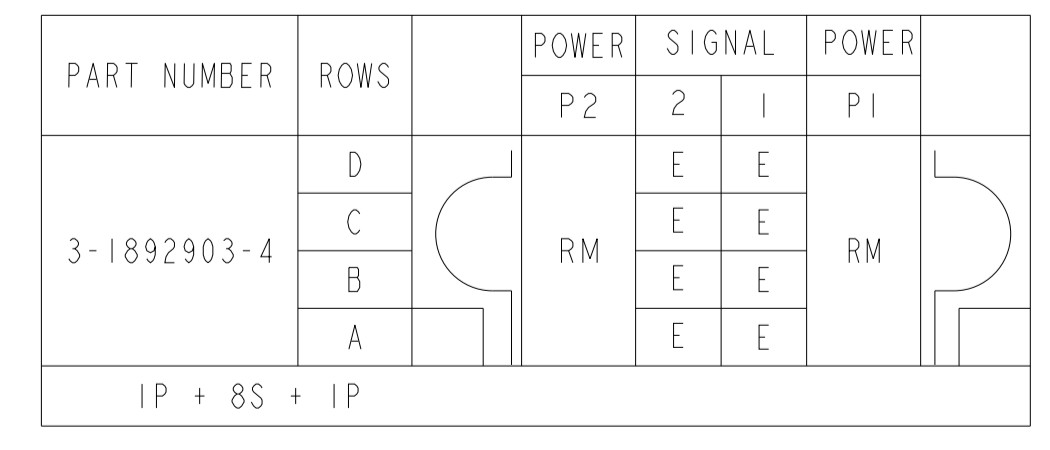 PART NUMBER ROWS POWER SIGNAL POWER
P2 2 1 P1
3-1892903-4 D E E
C E E
RM RM
B E E
A E E
1P + 8S + 1P